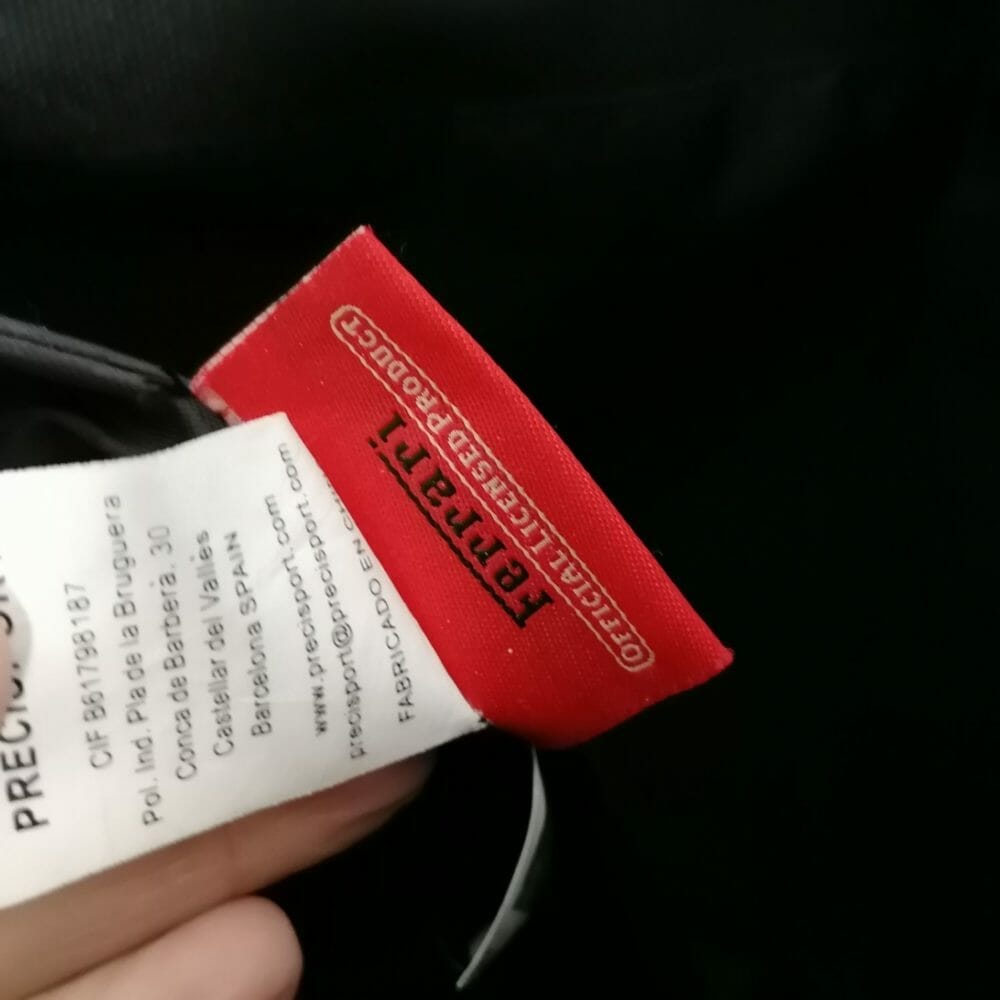 OFFICIAL LICENSED PRODUCT
Ferrari
CIF B61798187
Pol. Ind. Pla de la Bruguera
Conca de Barberà. 30
Castellar del Vallès
Barcelona SPAIN
www.precisport.com
precisport@precisport.com
FABRICADO EN